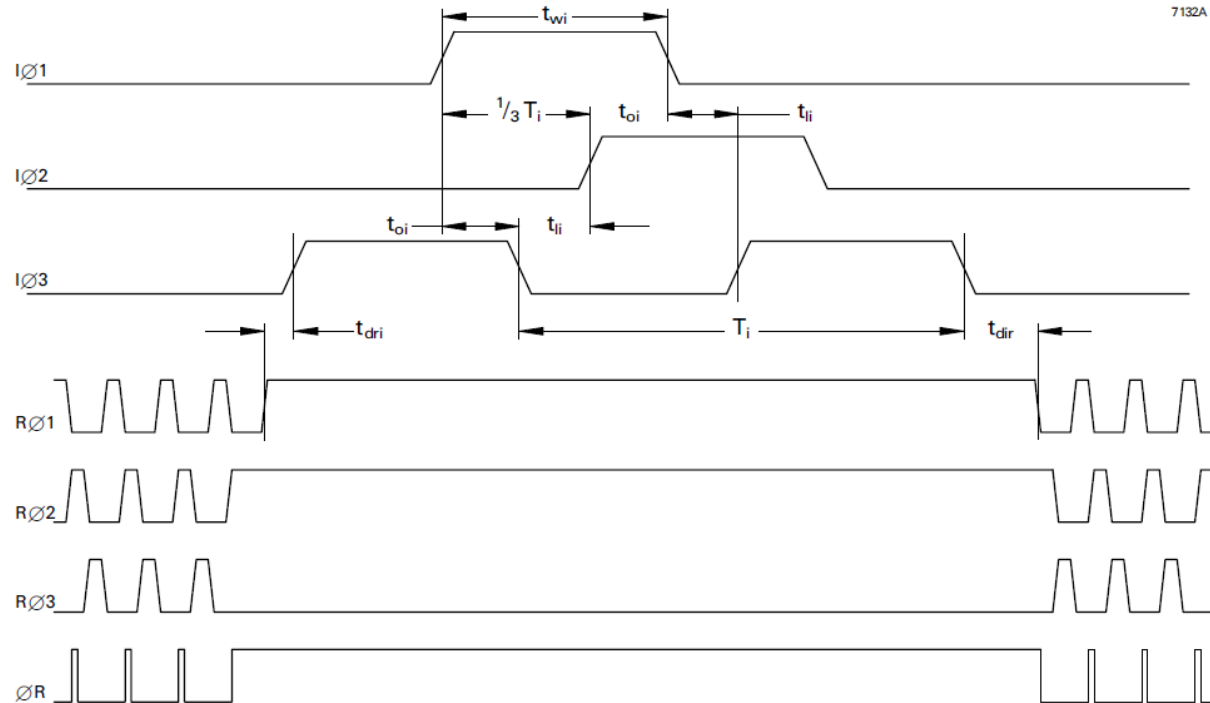 7132A
t_wi
IØ1
1/3 T_i t_oi t_li
IØ2
t_oi t_li
IØ3
t_dri T_i t_dir
RØ1
RØ2
RØ3
ØR